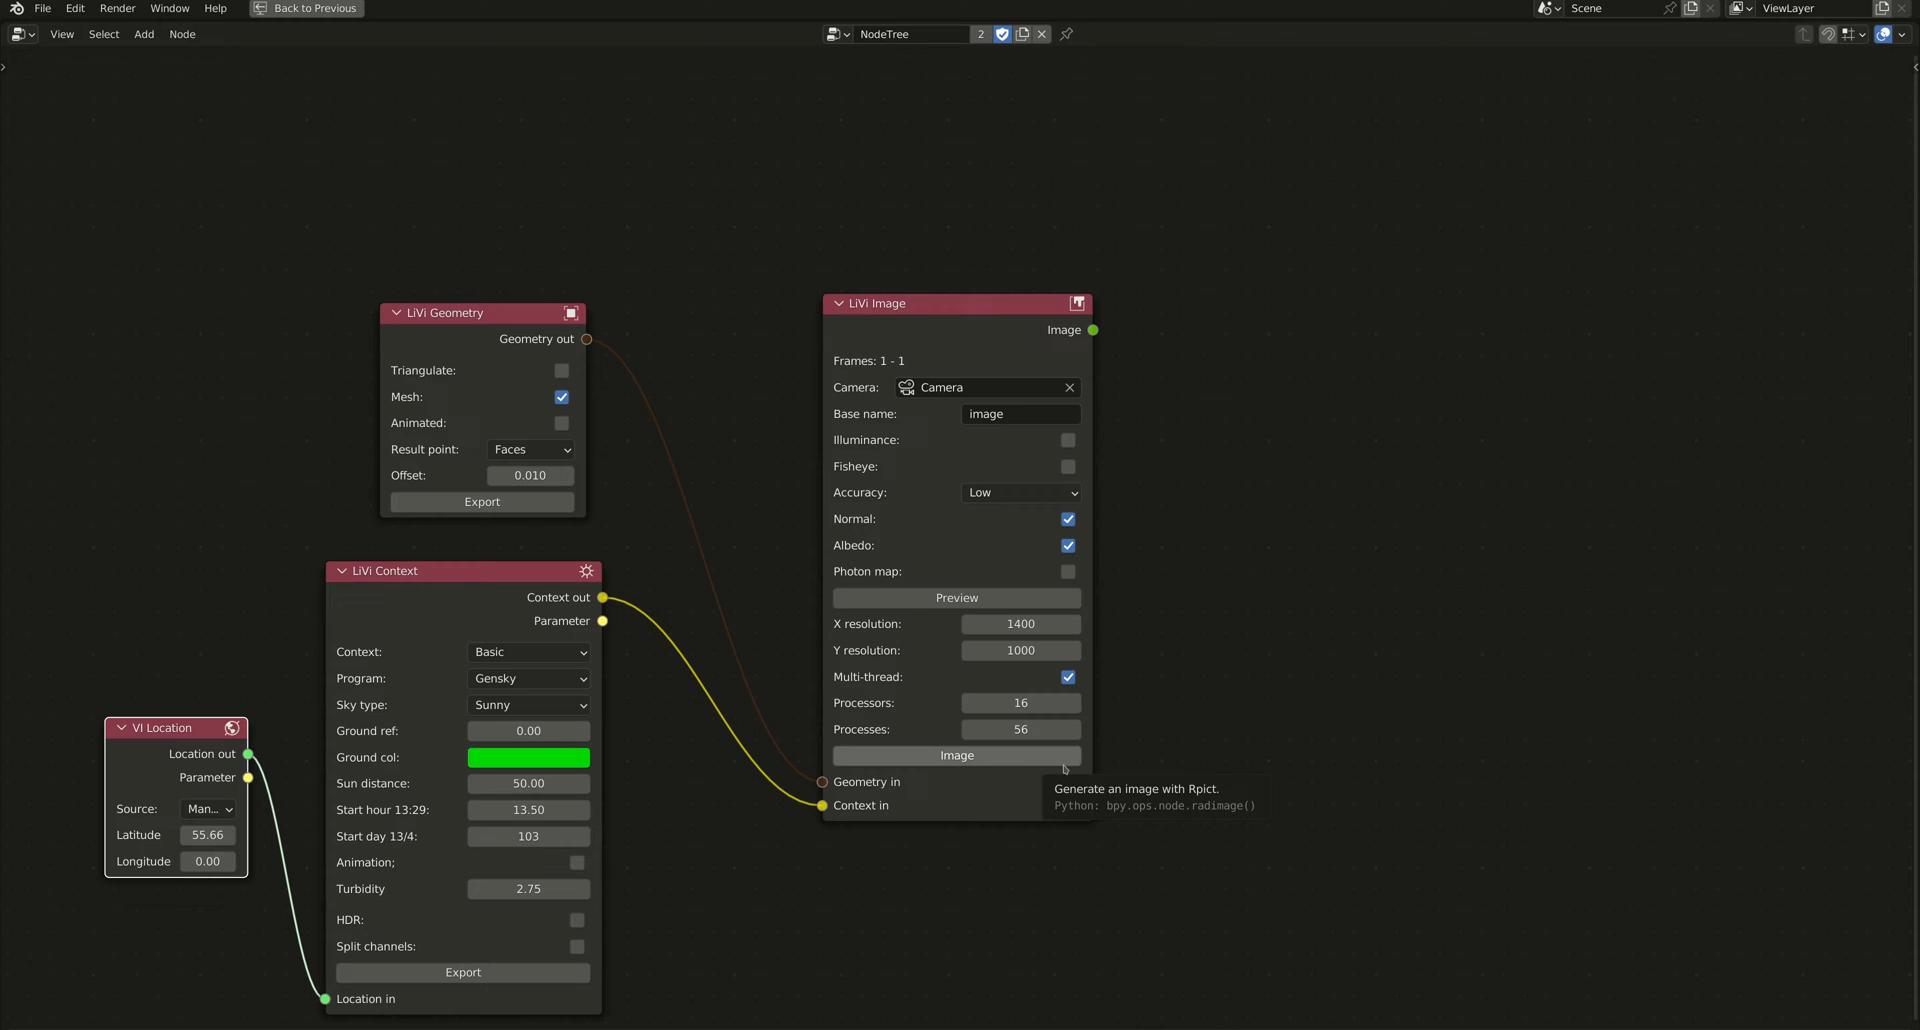 File Edit Render Window Help Back to Previous Scene ViewLayer
View Select Add Node NodeTree 2
LiVi Geometry
Geometry out
Triangulate:
Mesh:
Animated:
Result point: Faces
Offset: 0.010
Export
LiVi Context
Context out
Parameter
Context: Basic
Program: Gensky
Sky type: Sunny
Ground ref: 0.00
Ground col:
Sun distance: 50.00
Start hour 13:29: 13.50
Start day 13/4: 103
Animation;
Turbidity 2.75
HDR:
Split channels:
Export
Location in
VI Location
Location out
Parameter
Source: Man...
Latitude 55.66
Longitude 0.00
LiVi Image
Image
Frames: 1 - 1
Camera: Camera
Base name: image
Illuminance:
Fisheye:
Accuracy: Low
Normal:
Albedo:
Photon map:
Preview
X resolution: 1400
Y resolution: 1000
Multi-thread:
Processors: 16
Processes: 56
Image
Geometry in
Context in
Generate an image with Rpict.
Python: bpy.ops.node.radimage()